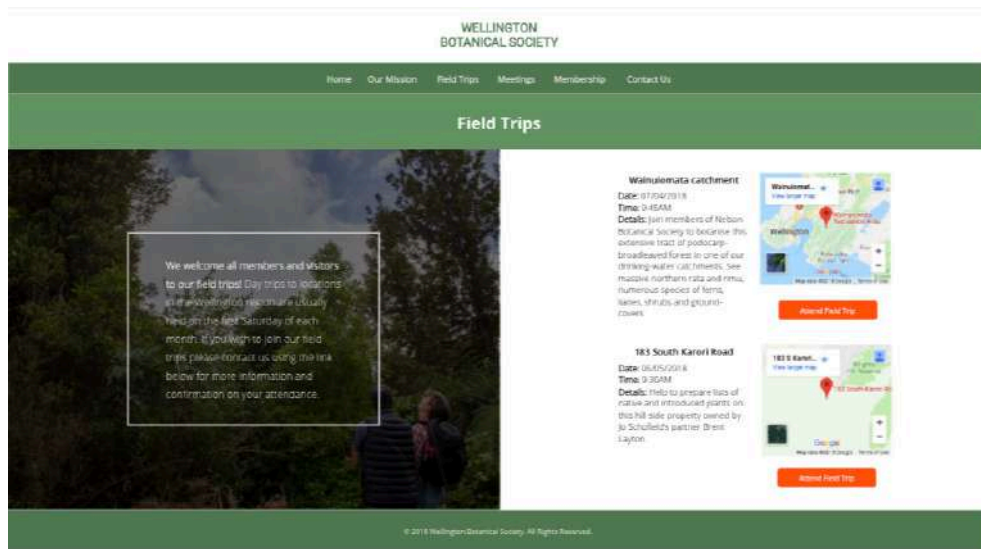 WELLINGTON
BOTANICAL SOCIETY
Home Our Mission Field Trips Meetings Membership Contact Us
Field Trips
We welcome all members and visitors
to our field trips! Day trips to locations
in the Wellington region are usually
held on the first Saturday of each
month. If you wish to join our field
trips please contact us using the link
below for more information and
confirmation on your attendance.
Wainuiomata catchment
Date: 07/04/2018
Time: 9:45AM
Details: Join members of Nelson
Botanical Society to botanise this
extensive tract of podocarp-
broadleaved forest in one of our
drinking-water catchments. See
massive northern rata and rimu,
numerous species of ferns,
lianes, shrubs and ground-
covers
Wainuiomat...
View larger map
Wellington
Attend Field Trip
183 South Karori Road
Date: 05/05/2018
Time: 9:30AM
Details: Help to prepare lists of
native and introduced plants on
this hill side property owned by
Jo Schofield's partner Brent
Layton
183 S Karori...
View larger map
183 South Karori Rd
Google
Attend Field Trip
© 2018 Wellington Botanical Society. All Rights Reserved.